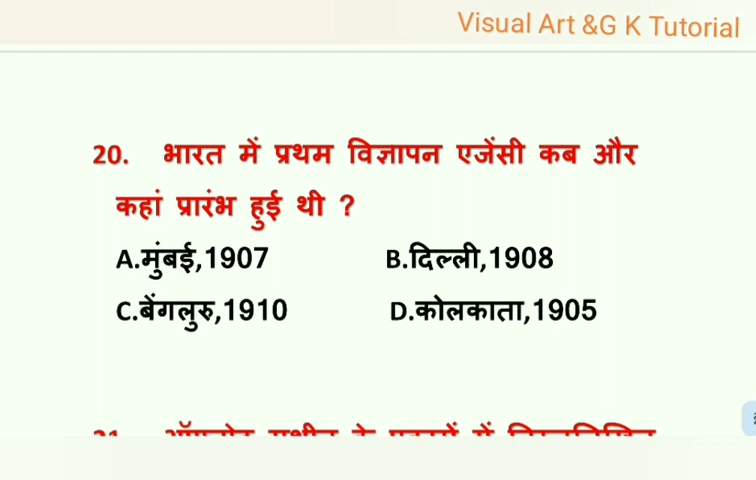 Visual Art &G K Tutorial
20. भारत में प्रथम विज्ञापन एजेंसी कब और
कहां प्रारंभ हुई थी ?
A.मुंबई,1907 B.दिल्ली,1908
C.बेंगलुरु,1910 D.कोलकाता,1905